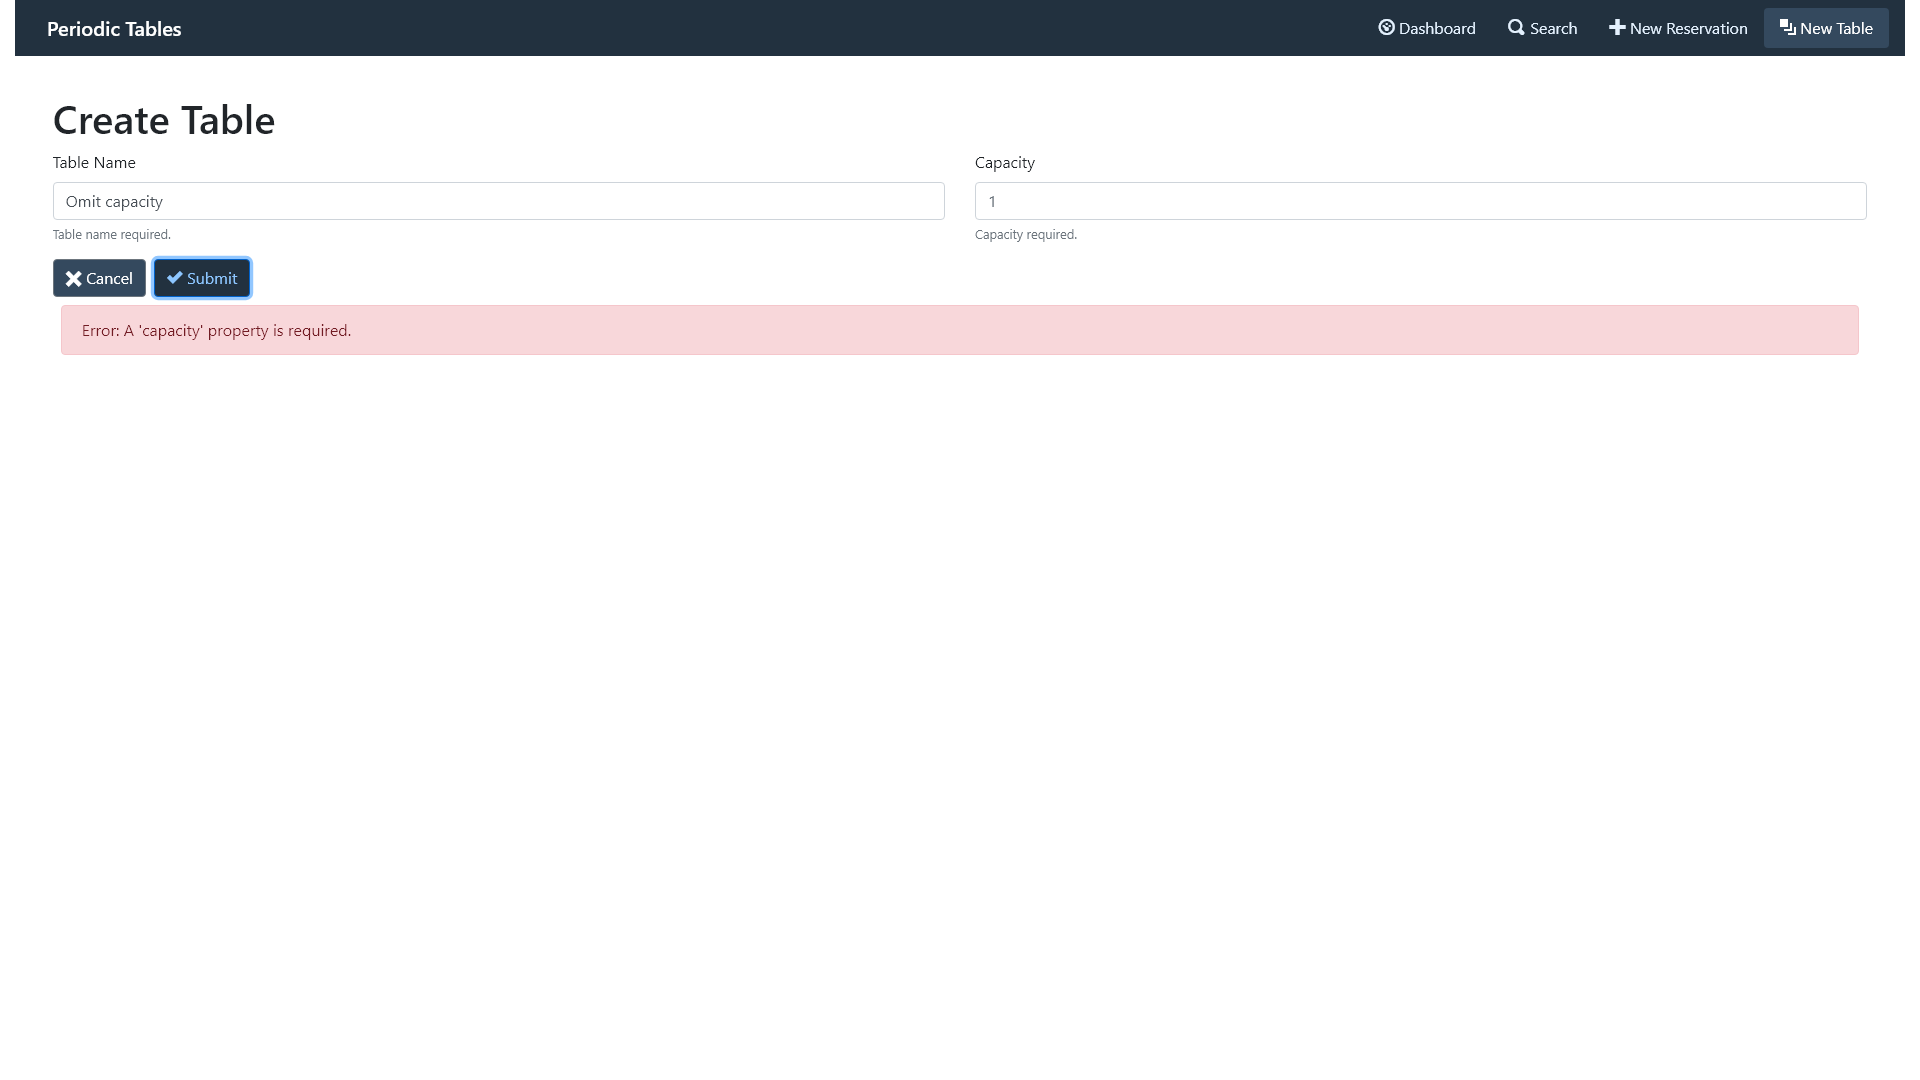 Periodic Tables
Dashboard
Search
New Reservation
New Table
Create Table
Table Name
Capacity
Omit capacity
1
Table name required.
Capacity required.
Cancel
Submit
Error: A 'capacity' property is required.